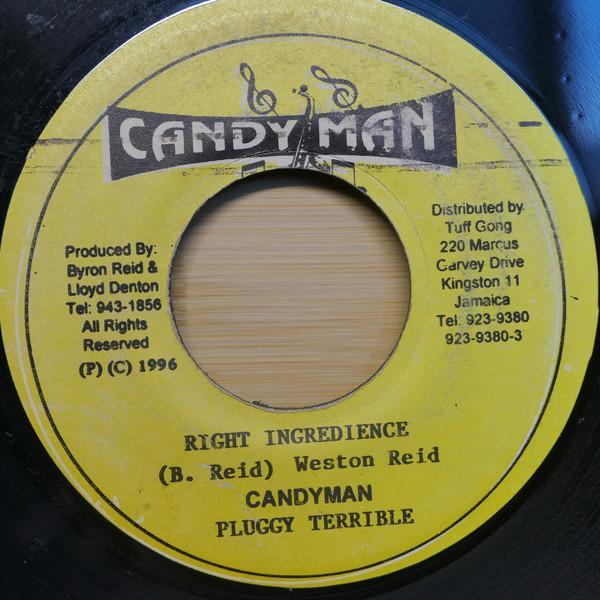 CANDY MAN
Produced By:
Byron Reid &
Lloyd Denton
Tel: 943-1856
All Rights
Reserved
(P) (C) 1996
Distributed by.
Tuff Gong
220 Marcus
Garvey Drive
Kingston 11
Jamaica
Tel: 923-9380
923-9380-3
RIGHT INGREDIENCE
(B. Reid) Weston Reid
CANDYMAN
PLUGGY TERRIBLE